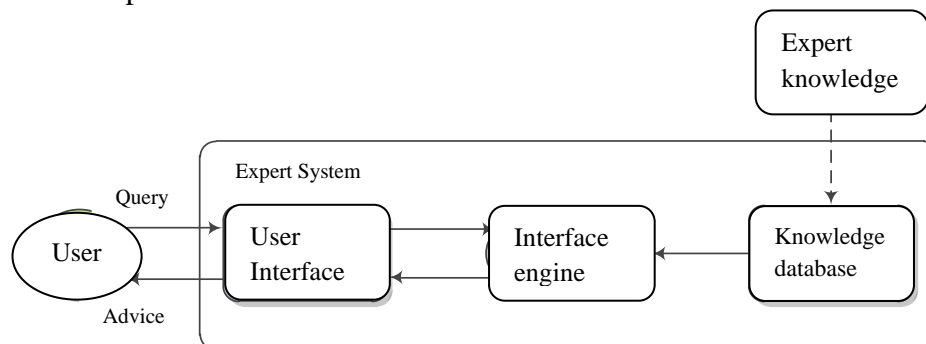 Expert
knowledge
Expert System
Query
User
User
Interface
Interface
engine
Knowledge
database
Advice